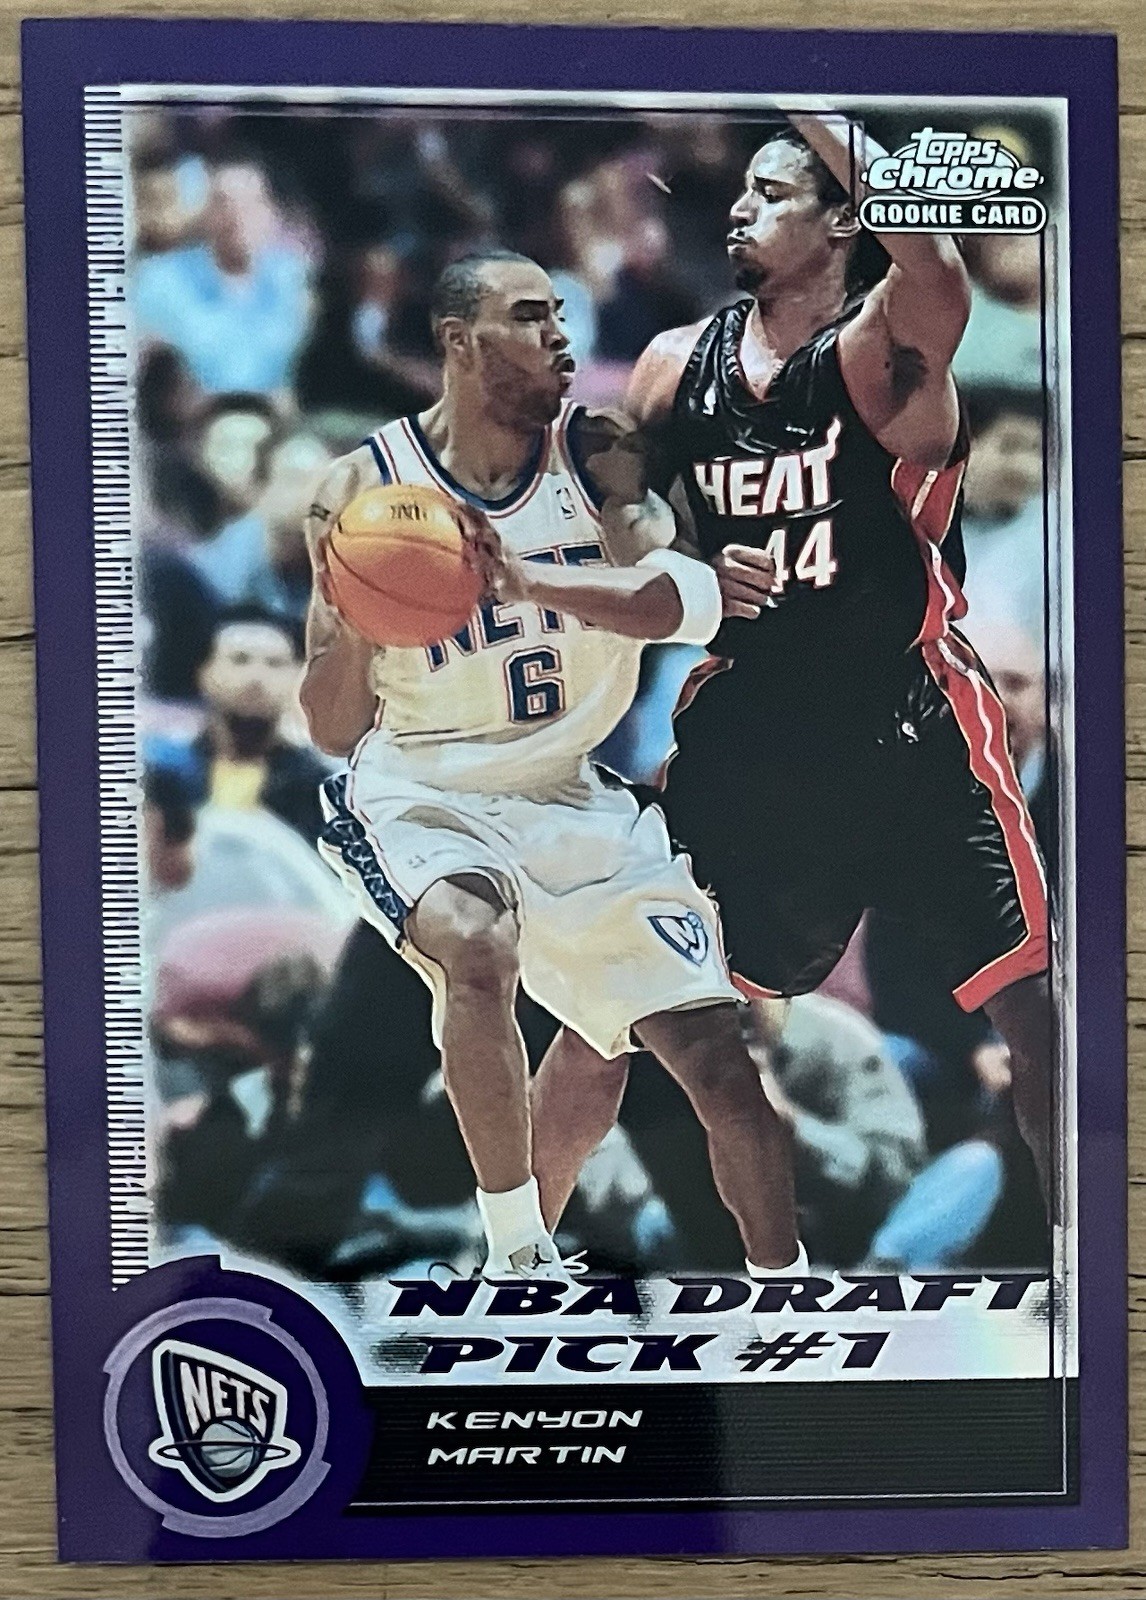 Topps
Chrome
ROOKIE CARD
HEAT
44
NETS
6
NBA DRAFT
PICK #1
NETS
KENYON
MARTIN